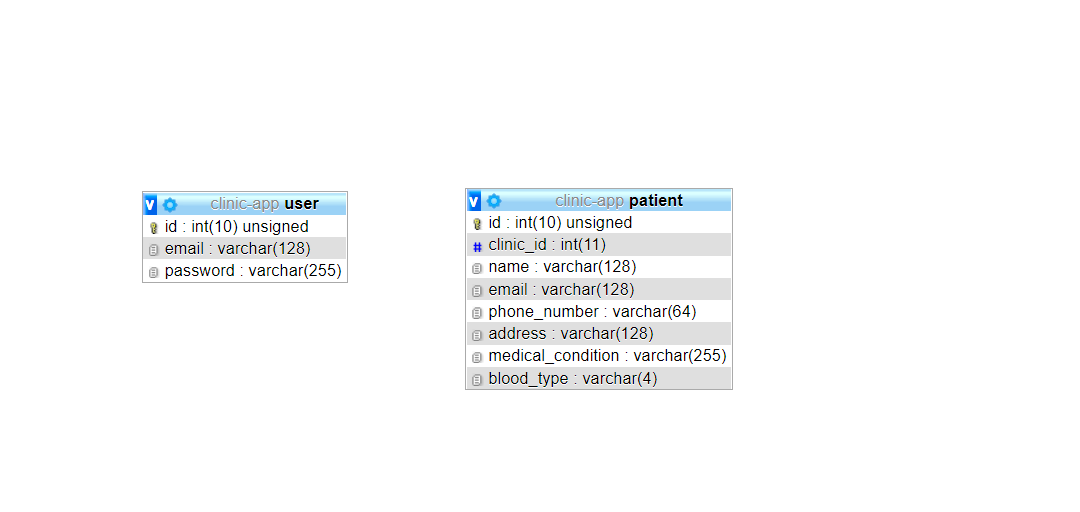 v clinic-app user
id : int(10) unsigned
email : varchar(128)
password : varchar(255)
v clinic-app patient
id : int(10) unsigned
# clinic_id : int(11)
name : varchar(128)
email : varchar(128)
phone_number : varchar(64)
address : varchar(128)
medical_condition : varchar(255)
blood_type : varchar(4)